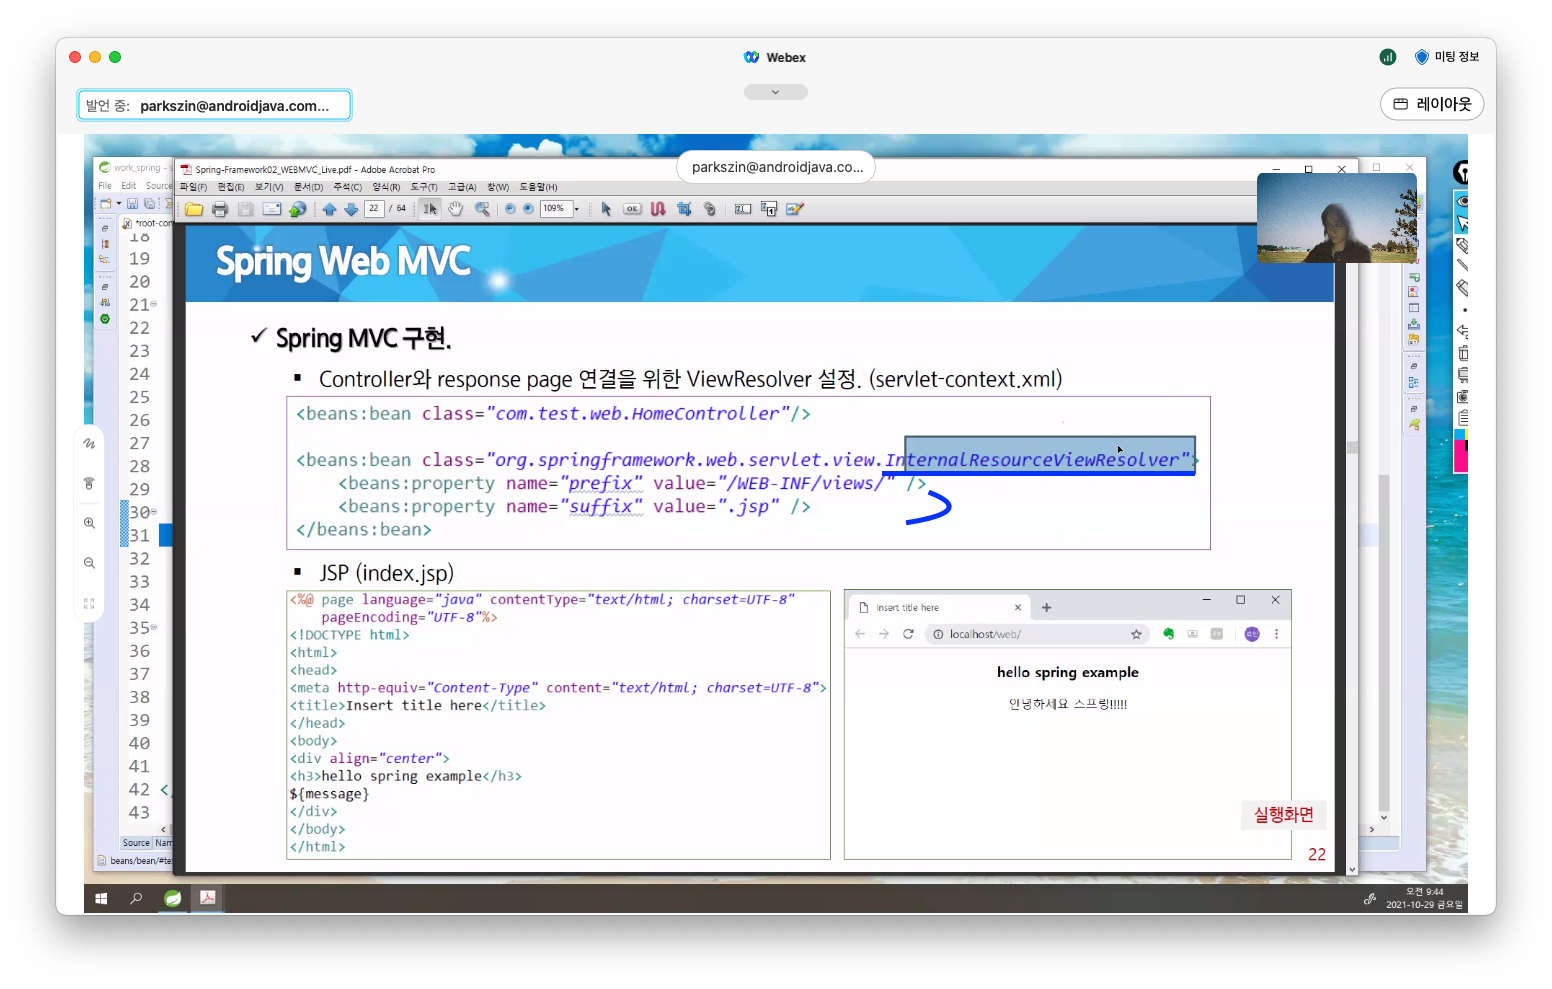 Webex
미팅 정보
발언 중: parkszin@androidjava.com...
레이아웃
parkszin@androidjava.co...
work_spring - s
File Edit Source
*root-con
Spring-Framework02_WEBMVC_Live.pdf - Adobe Acrobat Pro
파일(F) 편집(E) 보기(V) 문서(D) 주석(C) 양식(R) 도구(T) 고급(A) 창(W) 도움말(H)
22 / 64
109%
18
19
20
21
22
23
24
25
26
27
28
29
30
31
32
33
34
35
36
37
38
39
40
41
42 </
43
Source Nam
beans/bean/#te
Spring Web MVC
✓ Spring MVC 구현.
▪ Controller와 response page 연결을 위한 ViewResolver 설정. (servlet-context.xml)
<beans:bean class="com.test.web.HomeController"/>
<beans:bean class="org.springframework.web.servlet.view.InternalResourceViewResolver">
<beans:property name="prefix" value="/WEB-INF/views/" />
<beans:property name="suffix" value=".jsp" />
</beans:bean>
▪ JSP (index.jsp)
<%@ page language="java" contentType="text/html; charset=UTF-8"
pageEncoding="UTF-8"%>
<!DOCTYPE html>
<html>
<head>
<meta http-equiv="Content-Type" content="text/html; charset=UTF-8">
<title>Insert title here</title>
</head>
<body>
<div align="center">
<h3>hello spring example</h3>
${message}
</div>
</body>
</html>
Insert title here
localhost/web/
hello spring example
안녕하세요 스프링!!!!!
실행화면
22
오전 9:44
2021-10-29 금요일